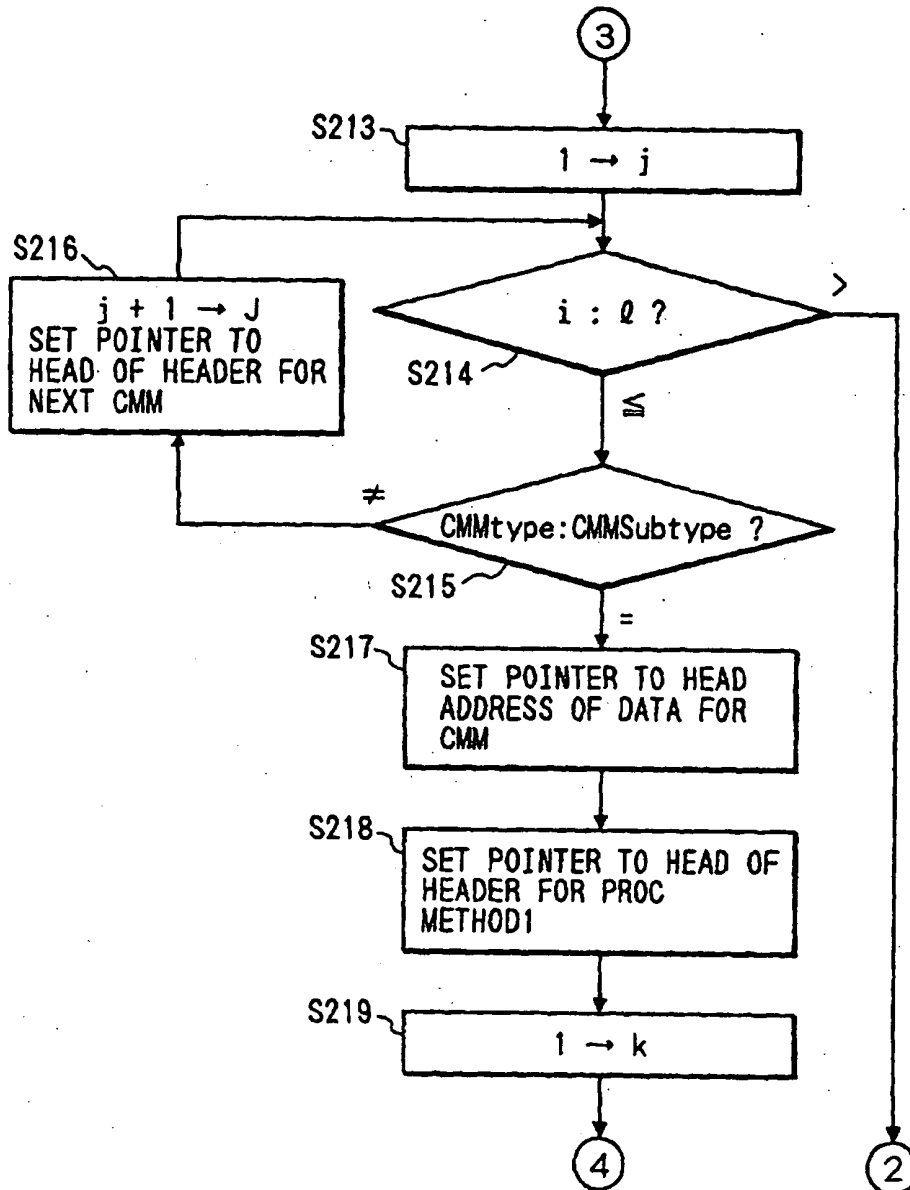 3
S213
1 → j
S216
j + 1 → J
SET POINTER TO
HEAD OF HEADER FOR
NEXT CMM
i : ℓ ?
>
S214
≦
≠
CMMtype:CMMSubtype ?
S215
=
S217
SET POINTER TO HEAD
ADDRESS OF DATA FOR
CMM
S218
SET POINTER TO HEAD OF
HEADER FOR PROC
METHOD1
S219
1 → k
4
2